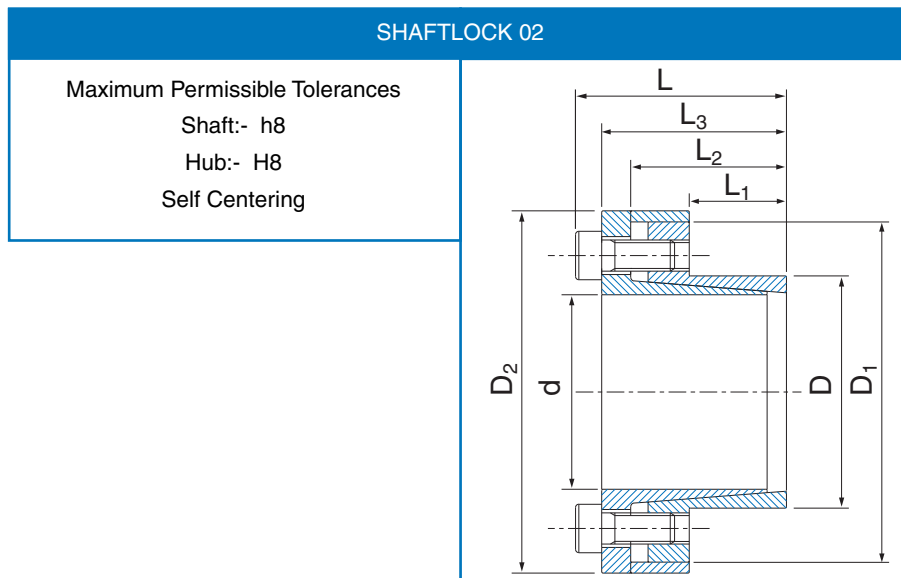 SHAFTLOCK 02
Maximum Permissible Tolerances
Shaft:- h8
Hub:- H8
Self Centering
L
L3
L2
L1
D2
d
D
D1